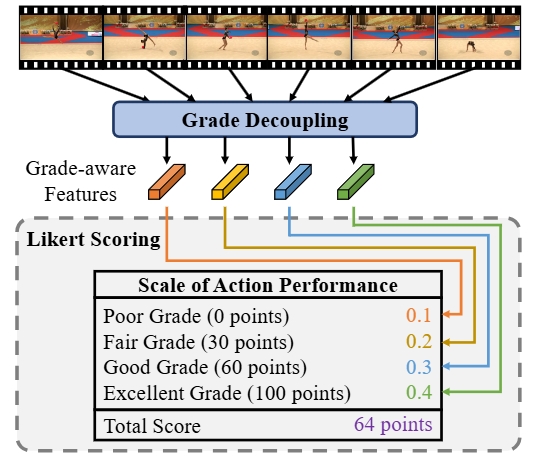 Grade Decoupling
Grade-aware
Features
Likert Scoring
Scale of Action Performance
Poor Grade (0 points) 0.1
Fair Grade (30 points) 0.2
Good Grade (60 points) 0.3
Excellent Grade (100 points) 0.4
Total Score 64 points